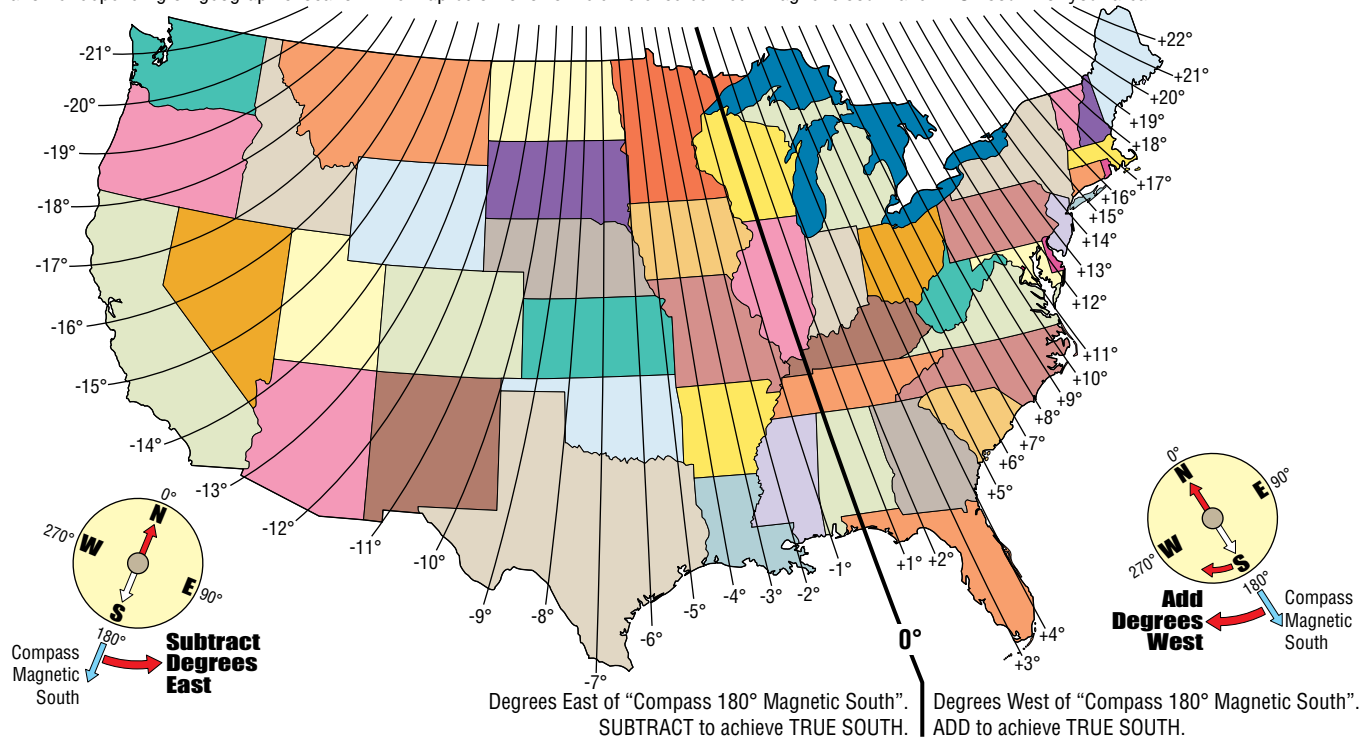 -21°
-20°
-19°
-18°
-17°
-16°
-15°
-14°
-13°
-12°
-11°
-10°
-9°
-8°
-7°
-6°
-5°
-4°
-3°
-2°
-1°
0°
+1°
+2°
+3°
+4°
+5°
+6°
+7°
+8°
+9°
+10°
+11°
+12°
+13°
+14°
+15°
+16°
+17°
+18°
+19°
+20°
+21°
+22°
0°
N
270°
W
E
90°
S
180°
Compass
Magnetic
South
Subtract
Degrees
East
0°
N
E
90°
W
270°
S
180°
Add
Degrees
West
Compass
Magnetic
South
Degrees East of “Compass 180° Magnetic South”.
SUBTRACT to achieve TRUE SOUTH.
Degrees West of “Compass 180° Magnetic South”.
ADD to achieve TRUE SOUTH.